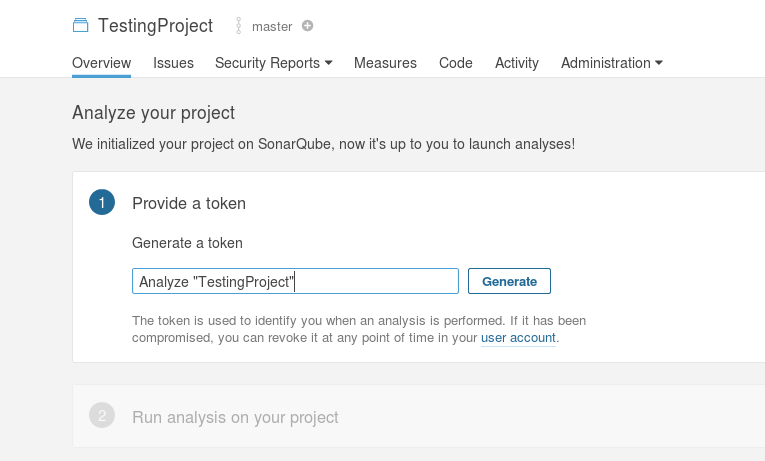 TestingProject master
Overview Issues Security Reports Measures Code Activity Administration
Analyze your project
We initialized your project on SonarQube, now it's up to you to launch analyses!
1 Provide a token
Generate a token
Analyze "TestingProject" Generate
The token is used to identify you when an analysis is performed. If it has been
compromised, you can revoke it at any point of time in your user account.
2 Run analysis on your project